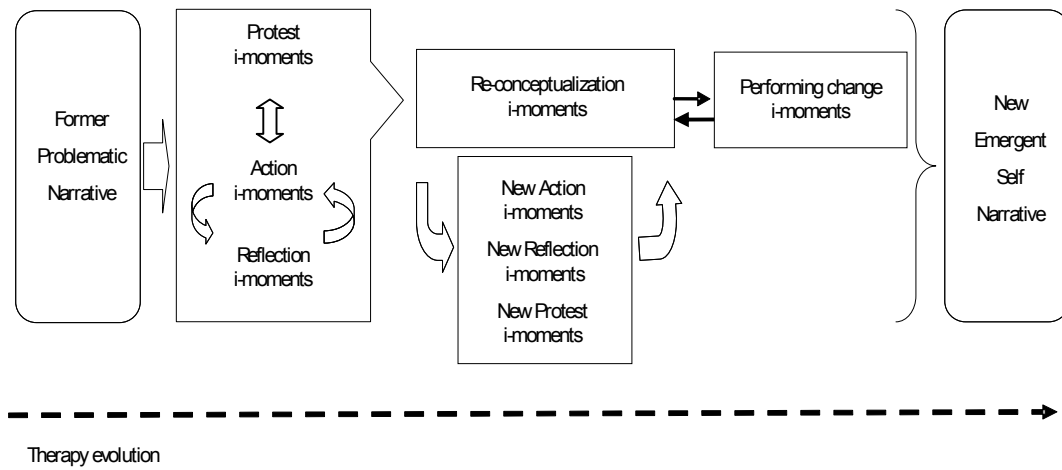 Former
Problematic
Narrative
Protest
i-moments
Action
i-moments
Reflection
i-moments
Re-conceptualization
i-moments
Performing change
i-moments
New Action
i-moments
New Reflection
i-moments
New Protest
i-moments
New
Emergent
Self
Narrative
Therapy evolution